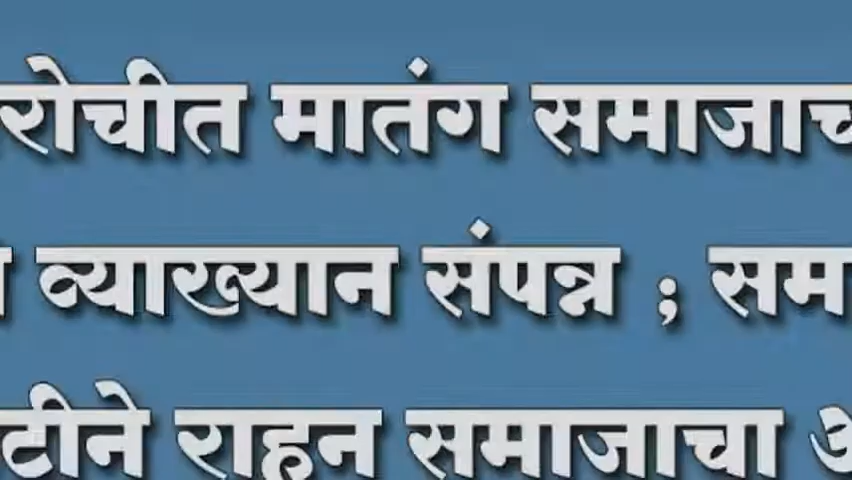 रोचीत मातंग समाजाच
व्याख्यान संपन्न ; सम
टीने राहून समाजाचा